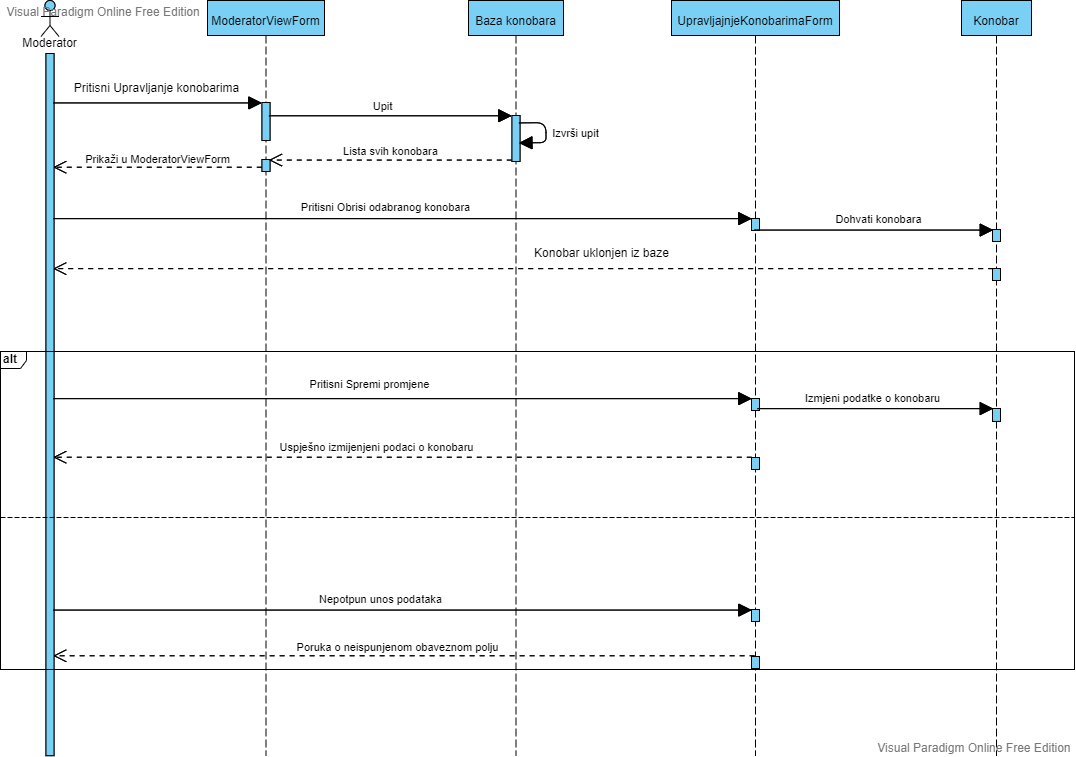 Visual Paradigm Online Free Edition
Moderator
ModeratorViewForm
Baza konobara
UpravljajnjeKonobarimaForm
Konobar
Pritisni Upravljanje konobarima
Upit
Izvrši upit
Lista svih konobara
Prikaži u ModeratorViewForm
Pritisni Obrisi odabranog konobara
Dohvati konobara
Konobar uklonjen iz baze
alt
Pritisni Spremi promjene
Izmjeni podatke o konobaru
Uspješno izmijenjeni podaci o konobaru
Nepotpun unos podataka
Poruka o neispunjenom obaveznom polju
Visual Paradigm Online Free Edition